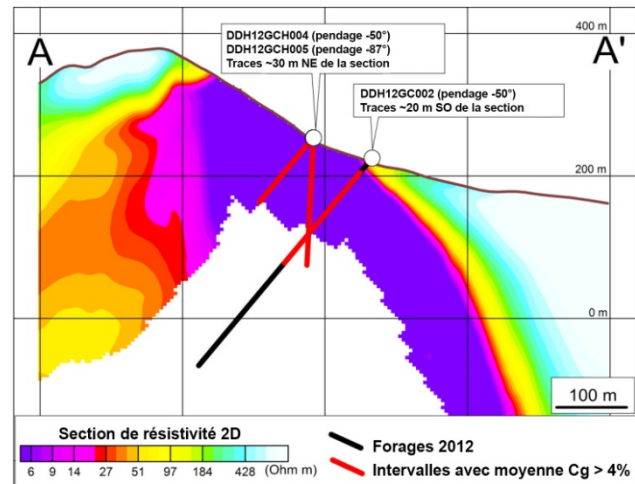 400 m
A
A'
DDH12GCH004 (pendage -50°)
DDH12GCH005 (pendage -87°)
Traces ~30 m NE de la section
DDH12GC002 (pendage -50°)
Traces ~20 m SO de la section
200 m
0 m
100 m
Section de résistivité 2D
6 9 14 27 51 97 184 428 (Ohm m)
Forages 2012
Intervalles avec moyenne Cg > 4%